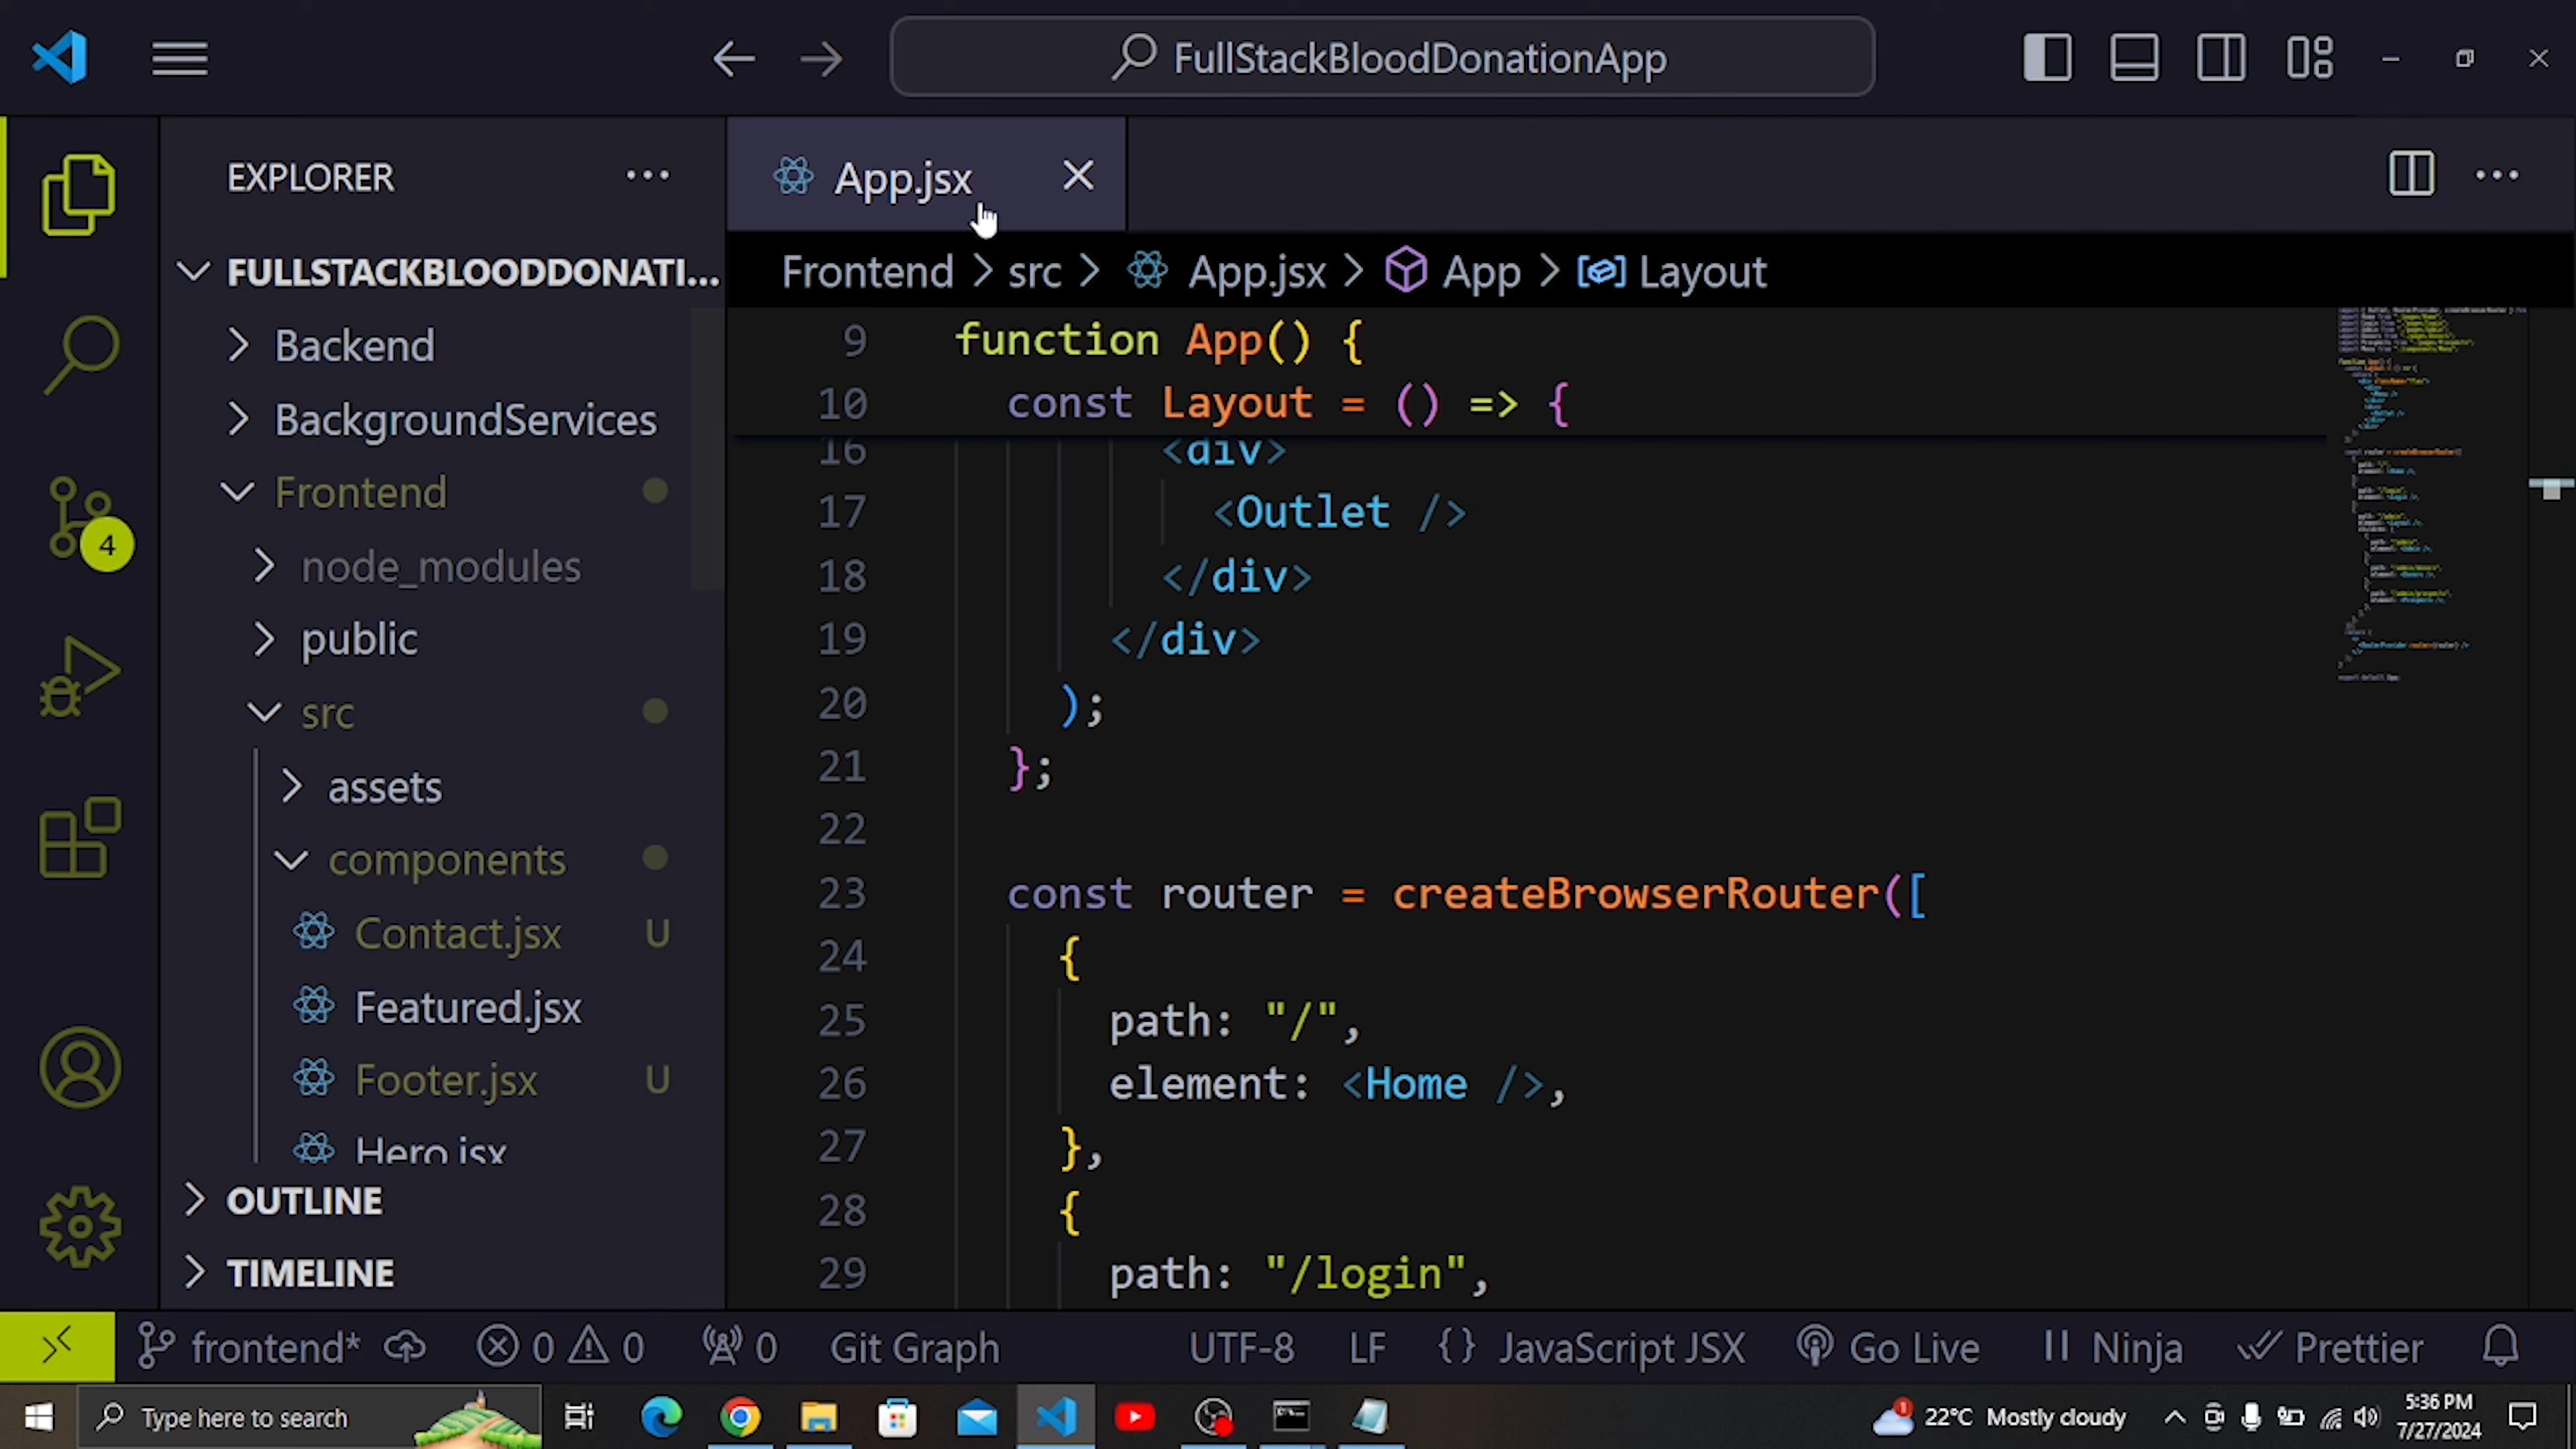 FullStackBloodDonationApp
EXPLORER
App.jsx
FULLSTACKBLOODDONATI...
Frontend > src > App.jsx > App > Layout
Backend
BackgroundServices
Frontend
node_modules
public
src
assets
components
Contact.jsx U
Featured.jsx
Footer.jsx U
Hero.jsx
OUTLINE
TIMELINE
4
9 function App() {
10 const Layout = () => {
16 <div>
17 <Outlet />
18 </div>
19 </div>
20 );
21 };
22
23 const router = createBrowserRouter([
24 {
25 path: "/",
26 element: <Home />,
27 },
28 {
29 path: "/login",
frontend* 0 0 0 Git Graph UTF-8 LF {} JavaScript JSX Go Live Ninja Prettier
Type here to search 1 22°C Mostly cloudy 5:36 PM
7/27/2024